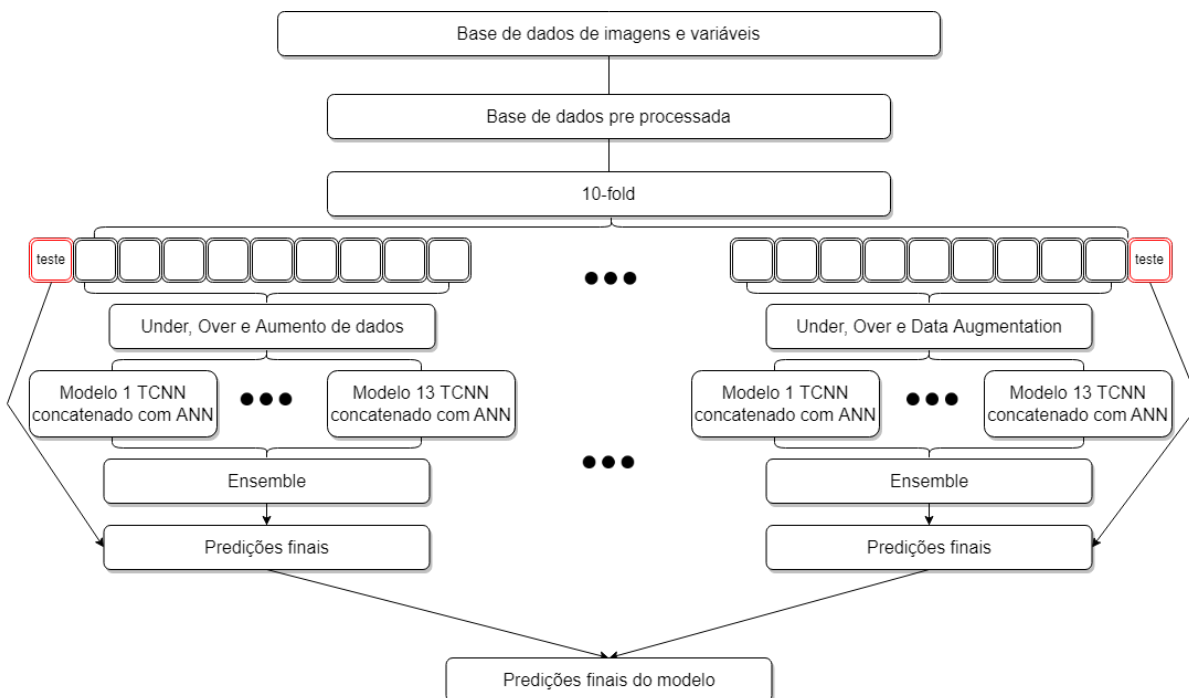 Base de dados de imagens e variáveis
Base de dados pre processada
10-fold
teste
teste
Under, Over e Aumento de dados
Under, Over e Data Augmentation
Modelo 1 TCNN
concatenado com ANN
Modelo 13 TCNN
concatenado com ANN
Modelo 1 TCNN
concatenado com ANN
Modelo 13 TCNN
concatenado com ANN
Ensemble
Ensemble
Predições finais
Predições finais
Predições finais do modelo